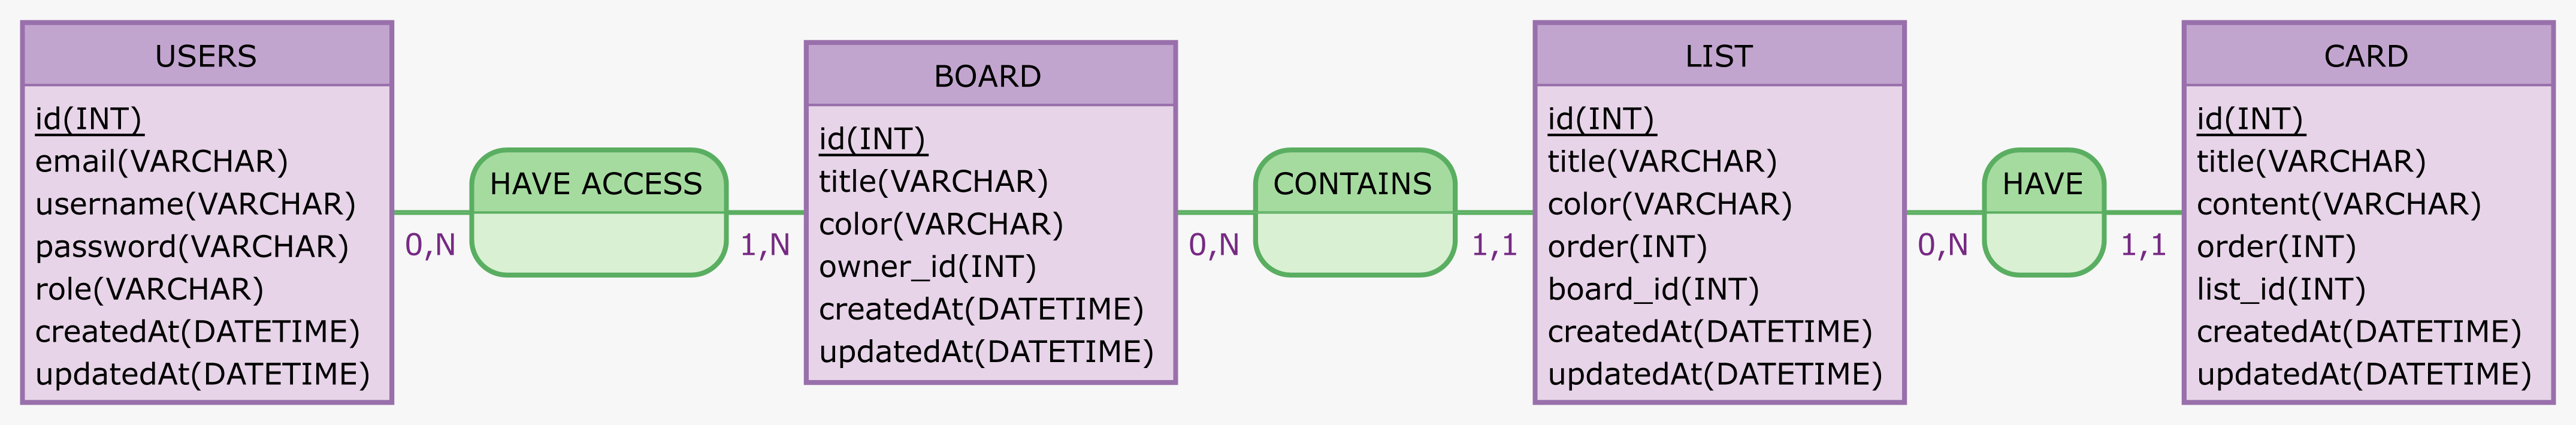 USERS
id(INT)
email(VARCHAR)
username(VARCHAR)
password(VARCHAR)
role(VARCHAR)
createdAt(DATETIME)
updatedAt(DATETIME)
0,N
HAVE ACCESS
1,N
BOARD
id(INT)
title(VARCHAR)
color(VARCHAR)
owner_id(INT)
createdAt(DATETIME)
updatedAt(DATETIME)
0,N
CONTAINS
1,1
LIST
id(INT)
title(VARCHAR)
color(VARCHAR)
order(INT)
board_id(INT)
createdAt(DATETIME)
updatedAt(DATETIME)
0,N
HAVE
1,1
CARD
id(INT)
title(VARCHAR)
content(VARCHAR)
order(INT)
list_id(INT)
createdAt(DATETIME)
updatedAt(DATETIME)